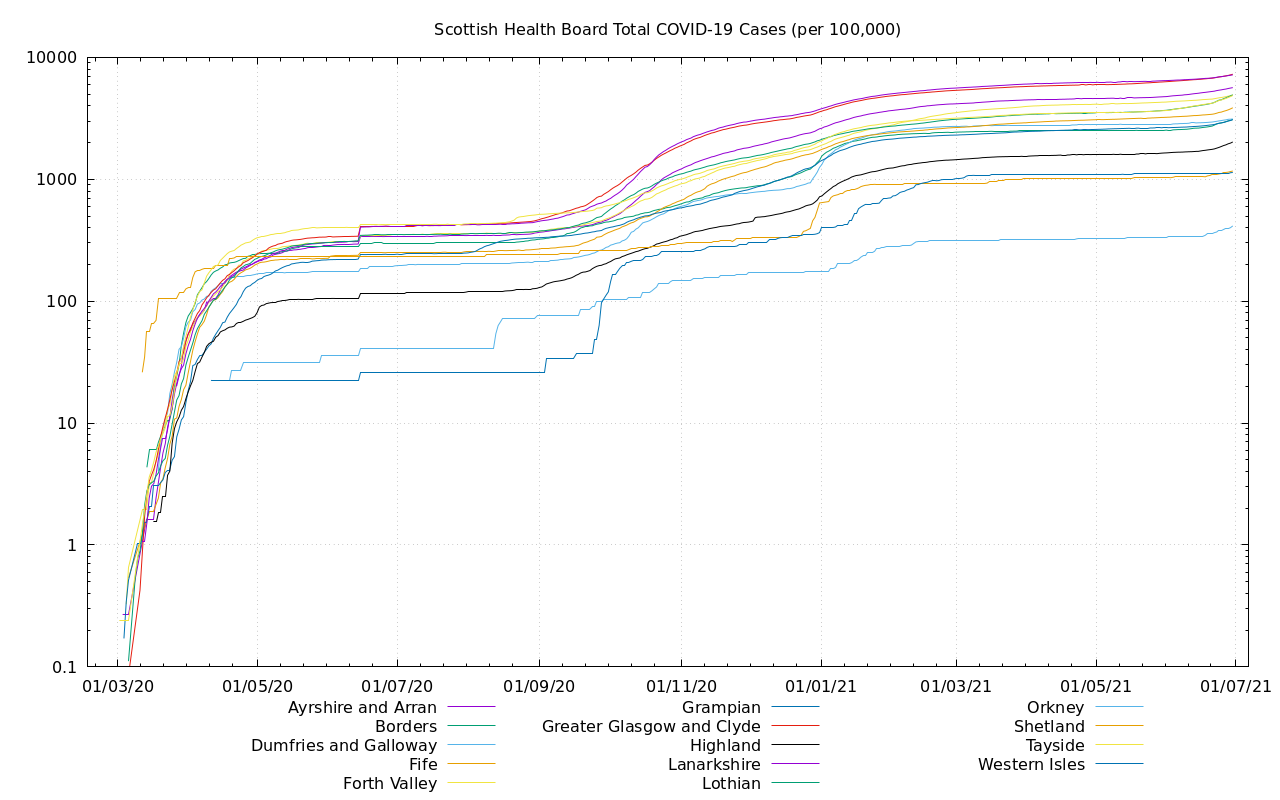 Scottish Health Board Total COVID-19 Cases (per 100,000)
10000
1000
100
10
1
0.1
01/03/20 01/05/20 01/07/20 01/09/20 01/11/20 01/01/21 01/03/21 01/05/21 01/07/21
Ayrshire and Arran Grampian Orkney
Borders Greater Glasgow and Clyde Shetland
Dumfries and Galloway Highland Tayside
Fife Lanarkshire Western Isles
Forth Valley Lothian